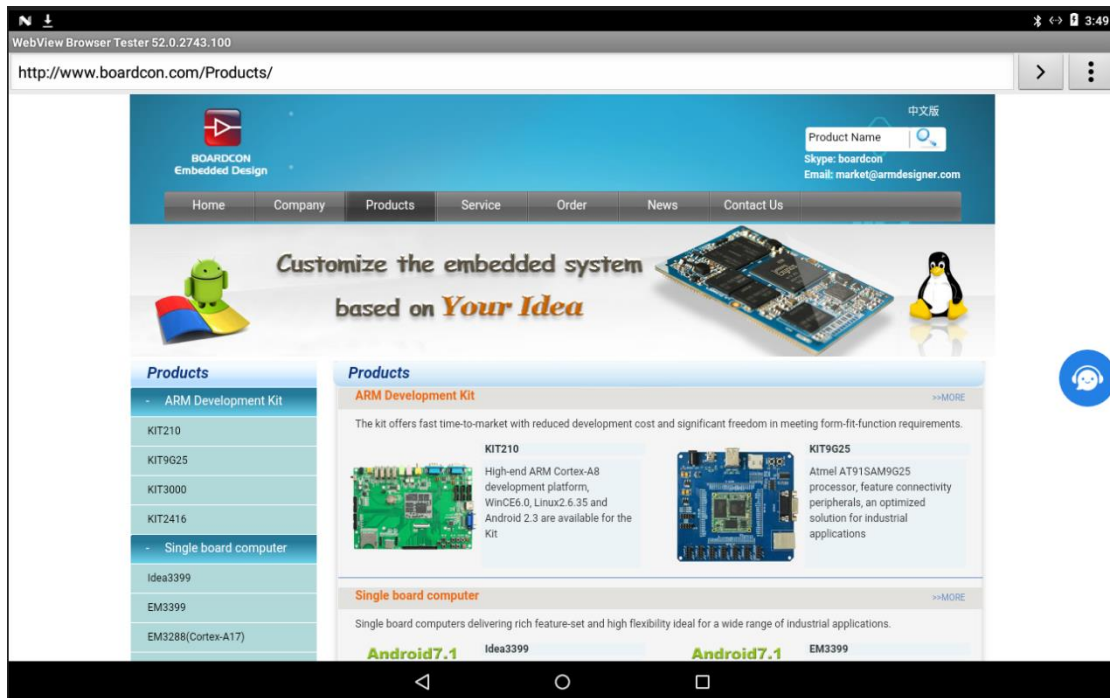 3:49
WebView Browser Tester 52.0.2743.100
http://www.boardcon.com/Products/
中文版
Product Name
BOARDCON
Embedded Design
Skype: boardcon
Email: market@armdesigner.com
Home Company Products Service Order News Contact Us
Customize the embedded system
based on Your Idea
Products
- ARM Development Kit
KIT210
KIT9G25
KIT3000
KIT2416
- Single board computer
Idea3399
EM3399
EM3288(Cortex-A17)
Products
ARM Development Kit >>MORE
The kit offers fast time-to-market with reduced development cost and significant freedom in meeting form-fit-function requirements.
KIT210
High-end ARM Cortex-A8
development platform,
WinCE6.0, Linux2.6.35 and
Android 2.3 are available for the
Kit
KIT9G25
Atmel AT91SAM9G25
processor, feature connectivity
peripherals, an optimized
solution for industrial
applications
Single board computer >>MORE
Single board computers delivering rich feature-set and high flexibility ideal for a wide range of industrial applications.
Android7.1 Idea3399
Android7.1 EM3399